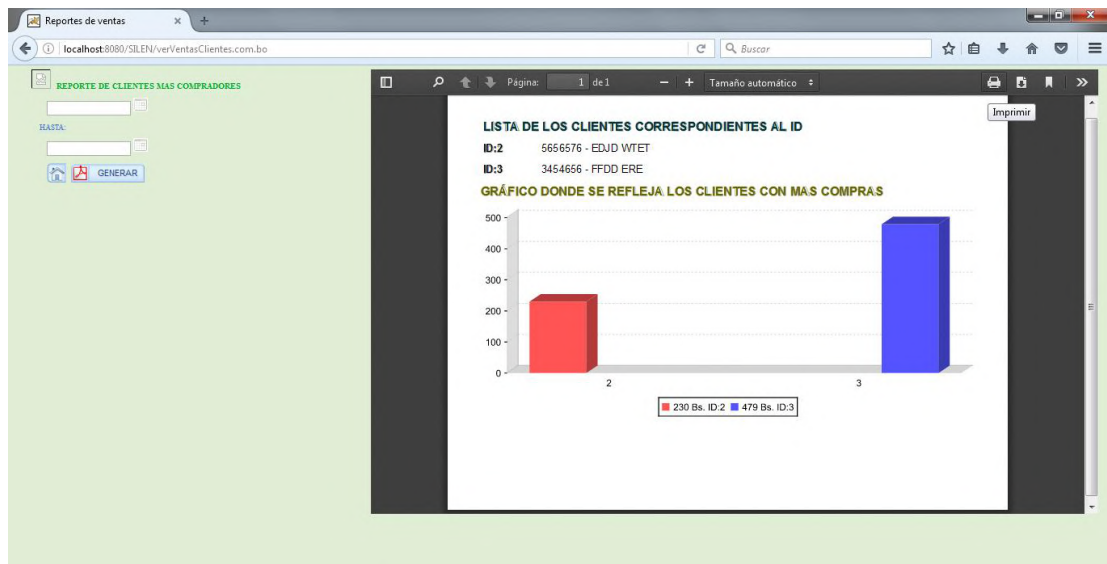 Reportes de ventas
localhost:8080/SILEN/verVentasClientes.com.bo
Buscar
REPORTE DE CLIENTES MAS COMPRADORES
HASTA:
GENERAR
Página: 1 de 1
Tamaño automático
Imprimir
LISTA DE LOS CLIENTES CORRESPONDIENTES AL ID
ID:2 5656576 - EDJD WTET
ID:3 3454656 - FFDD ERE
GRÁFICO DONDE SE REFLEJA LOS CLIENTES CON MAS COMPRAS
500
400
300
200
100
0
2 3
230 Bs. ID:2 479 Bs. ID:3